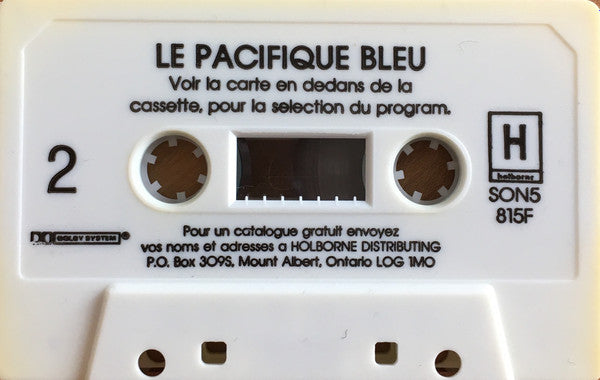 LE PACIFIQUE BLEU
Voir la carte en dedans de la
cassette, pour la selection du program.
2
H
holborne
SON5
815F
DOLBY SYSTEM®
Pour un catalogue gratuit envoyez
vos noms et adresses a HOLBORNE DISTRIBUTING
P.O. Box 309S, Mount Albert, Ontario LOG 1MO